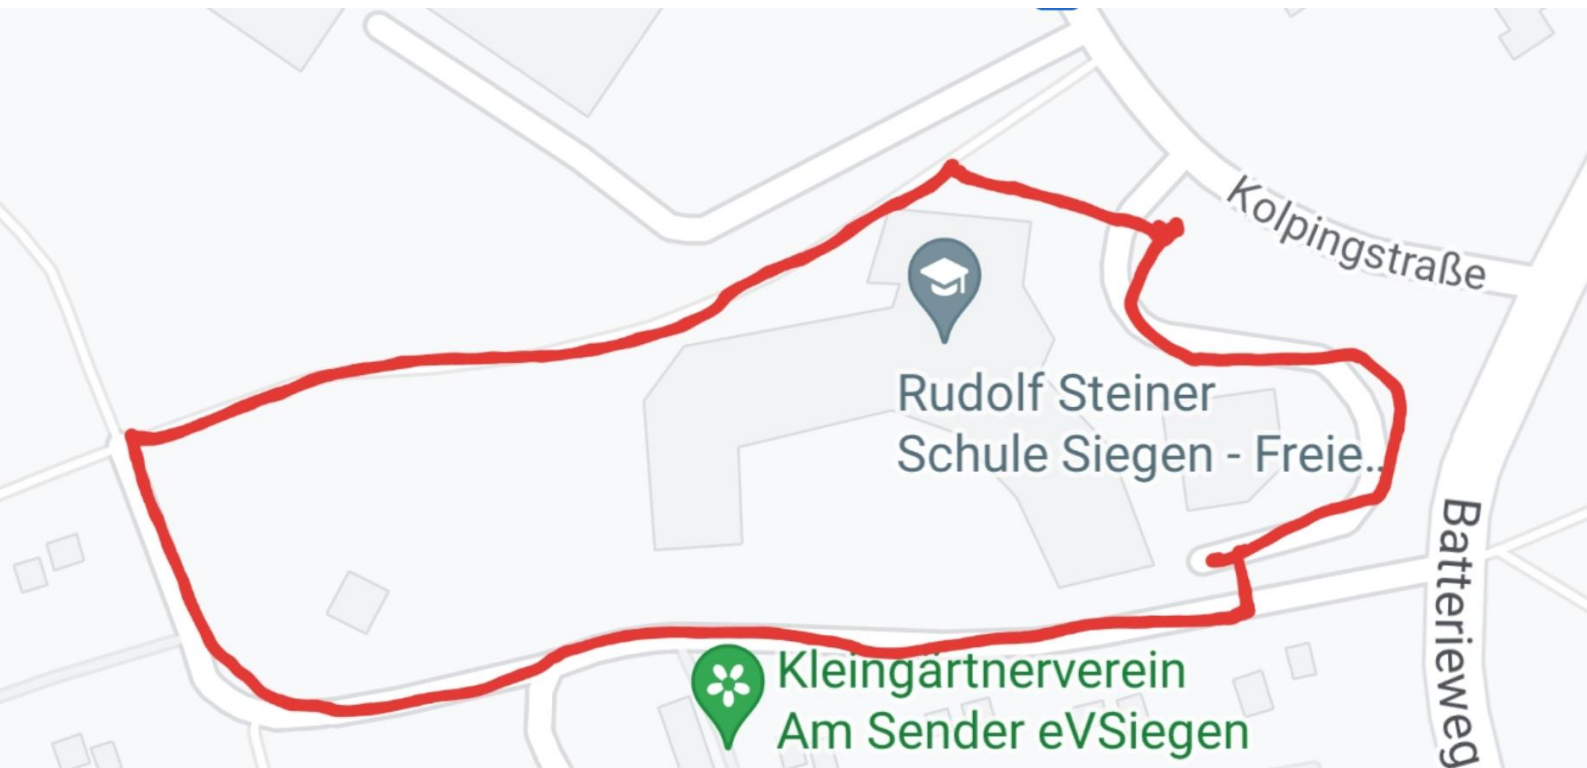 Kolpingstraße
Rudolf Steiner
Schule Siegen - Freie..
Batterieweg
Kleingärtnerverein
Am Sender eVSiegen